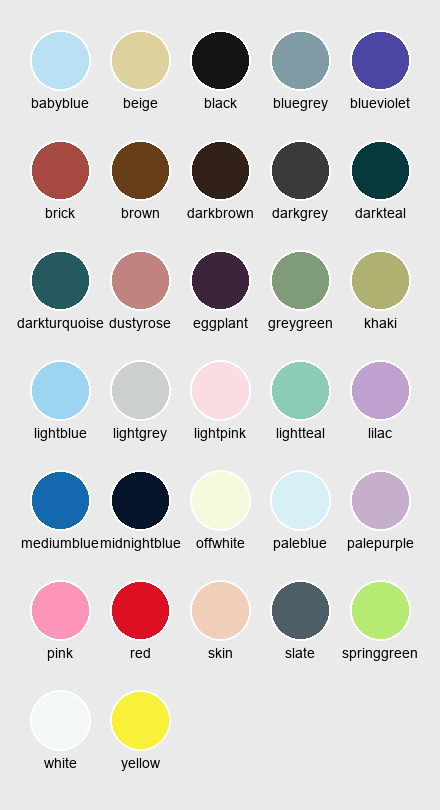 babyblue beige black bluegrey blueviolet
brick brown darkbrown darkgrey darkteal
darkturquoise dustyrose eggplant greygreen khaki
lightblue lightgrey lightpink lightteal lilac
mediumblue midnightblue offwhite paleblue palepurple
pink red skin slate springgreen
white yellow